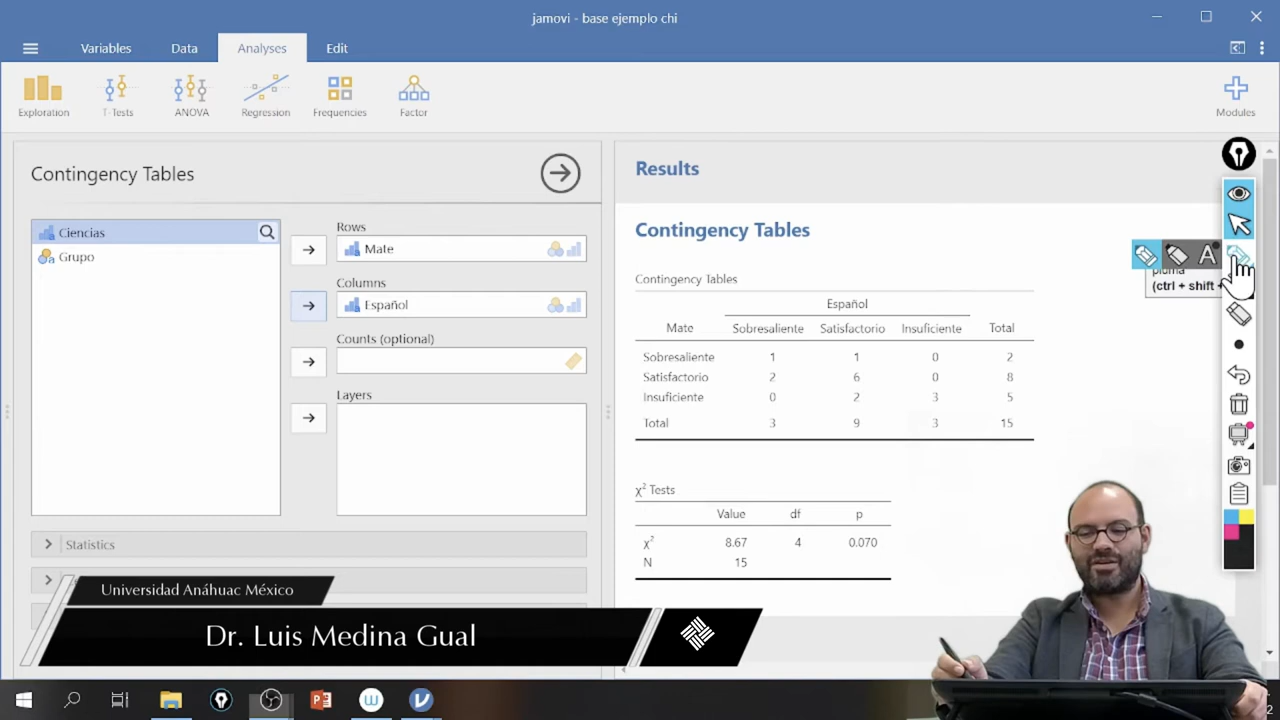 jamovi - base ejemplo chi
Variables Data Analyses Edit
Exploration T-Tests ANOVA Regression Frequencies Factor Modules
Contingency Tables
Ciencias
Grupo
Rows
Mate
Columns
Español
Counts (optional)
Layers
Statistics
Results
Contingency Tables
Contingency Tables
Español
Mate Sobresaliente Satisfactorio Insuficiente Total
Sobresaliente 1 1 0 2
Satisfactorio 2 6 0 8
Insuficiente 0 2 3 5
Total 3 9 3 15
χ² Tests
Value df p
χ² 8.67 4 0.070
N 15
A
pluma
(ctrl + shift +
Universidad Anáhuac México
Dr. Luis Medina Gual